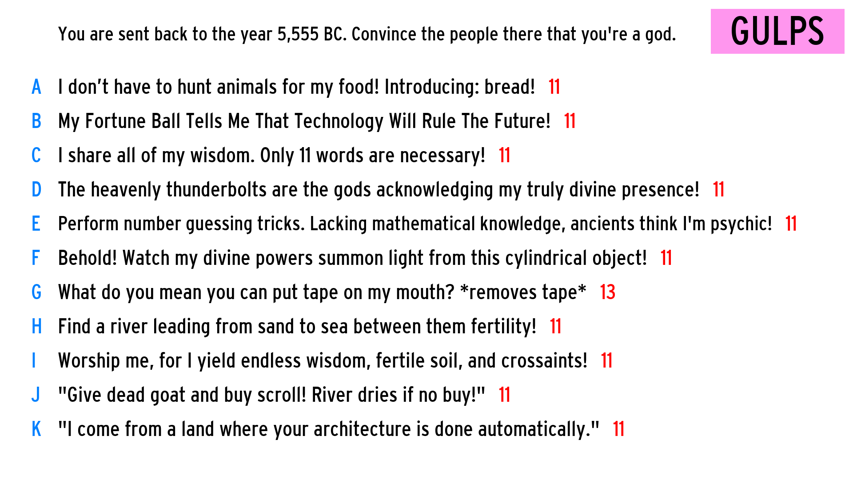 You are sent back to the year 5,555 BC. Convince the people there that you're a god.
GULPS
A I don't have to hunt animals for my food! Introducing: bread! 11
B My Fortune Ball Tells Me That Technology Will Rule The Future! 11
C I share all of my wisdom. Only 11 words are necessary! 11
D The heavenly thunderbolts are the gods acknowledging my truly divine presence! 11
E Perform number guessing tricks. Lacking mathematical knowledge, ancients think I'm psychic! 11
F Behold! Watch my divine powers summon light from this cylindrical object! 11
G What do you mean you can put tape on my mouth? *removes tape* 13
H Find a river leading from sand to sea between them fertility! 11
I Worship me, for I yield endless wisdom, fertile soil, and crossaints! 11
J "Give dead goat and buy scroll! River dries if no buy!" 11
K "I come from a land where your architecture is done automatically." 11